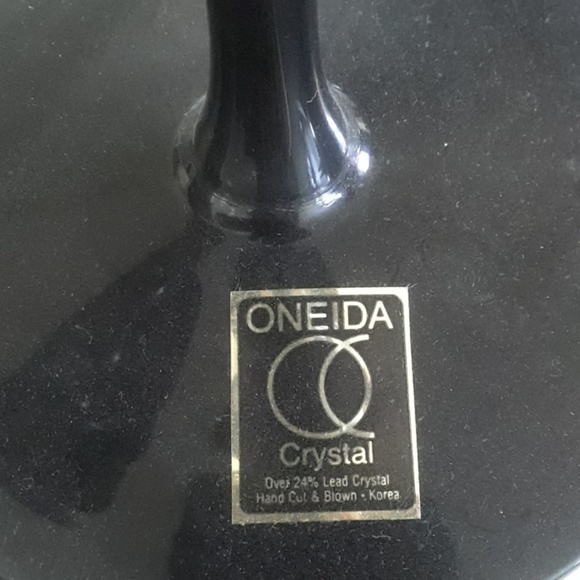 ONEIDA
Crystal
Over 24% Lead Crystal
Hand Cut & Blown - Korea